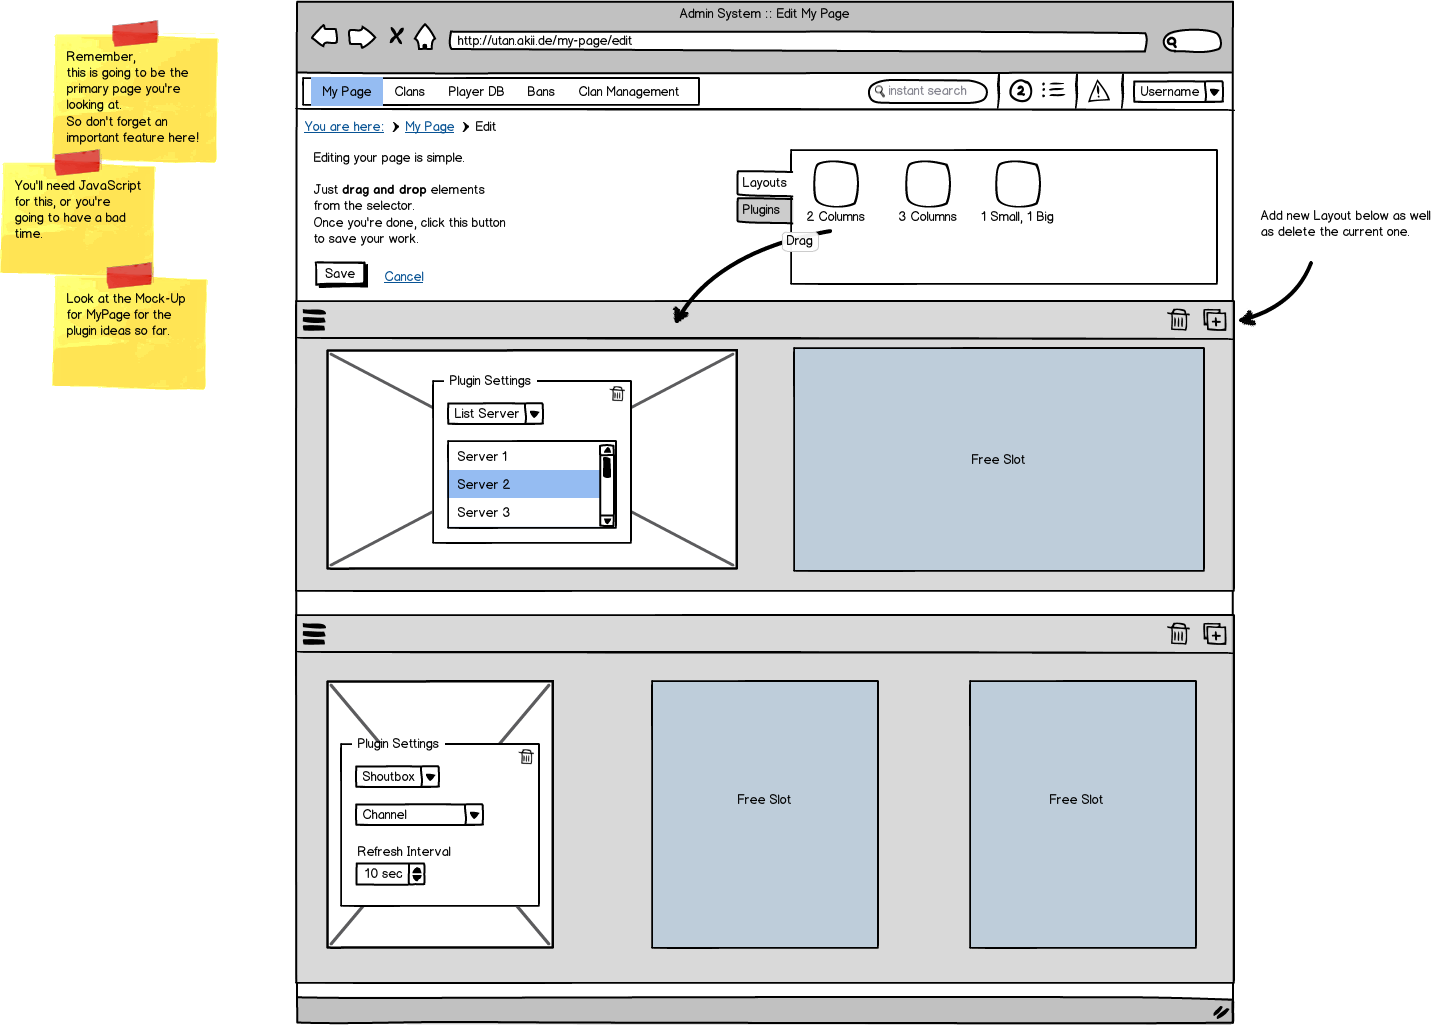 Remember,
this is going to be the
primary page you're
looking at.
So don't forget an
important feature here!
You'll need JavaScript
for this, or you're
going to have a bad
time.
Look at the Mock-Up
for MyPage for the
plugin ideas so far.
Admin System :: Edit My Page
http://utan.akii.de/my-page/edit
My Page Clans Player DB Bans Clan Management
instant search
2
Username
You are here: My Page Edit
Editing your page is simple.
Just drag and drop elements
from the selector.
Once you're done, click this button
to save your work.
Save Cancel
Layouts
Plugins
2 Columns 3 Columns 1 Small, 1 Big
Drag
Add new Layout below as well
as delete the current one.
Plugin Settings
List Server
Server 1
Server 2
Server 3
Free Slot
Plugin Settings
Shoutbox
Channel
Refresh Interval
10 sec
Free Slot
Free Slot